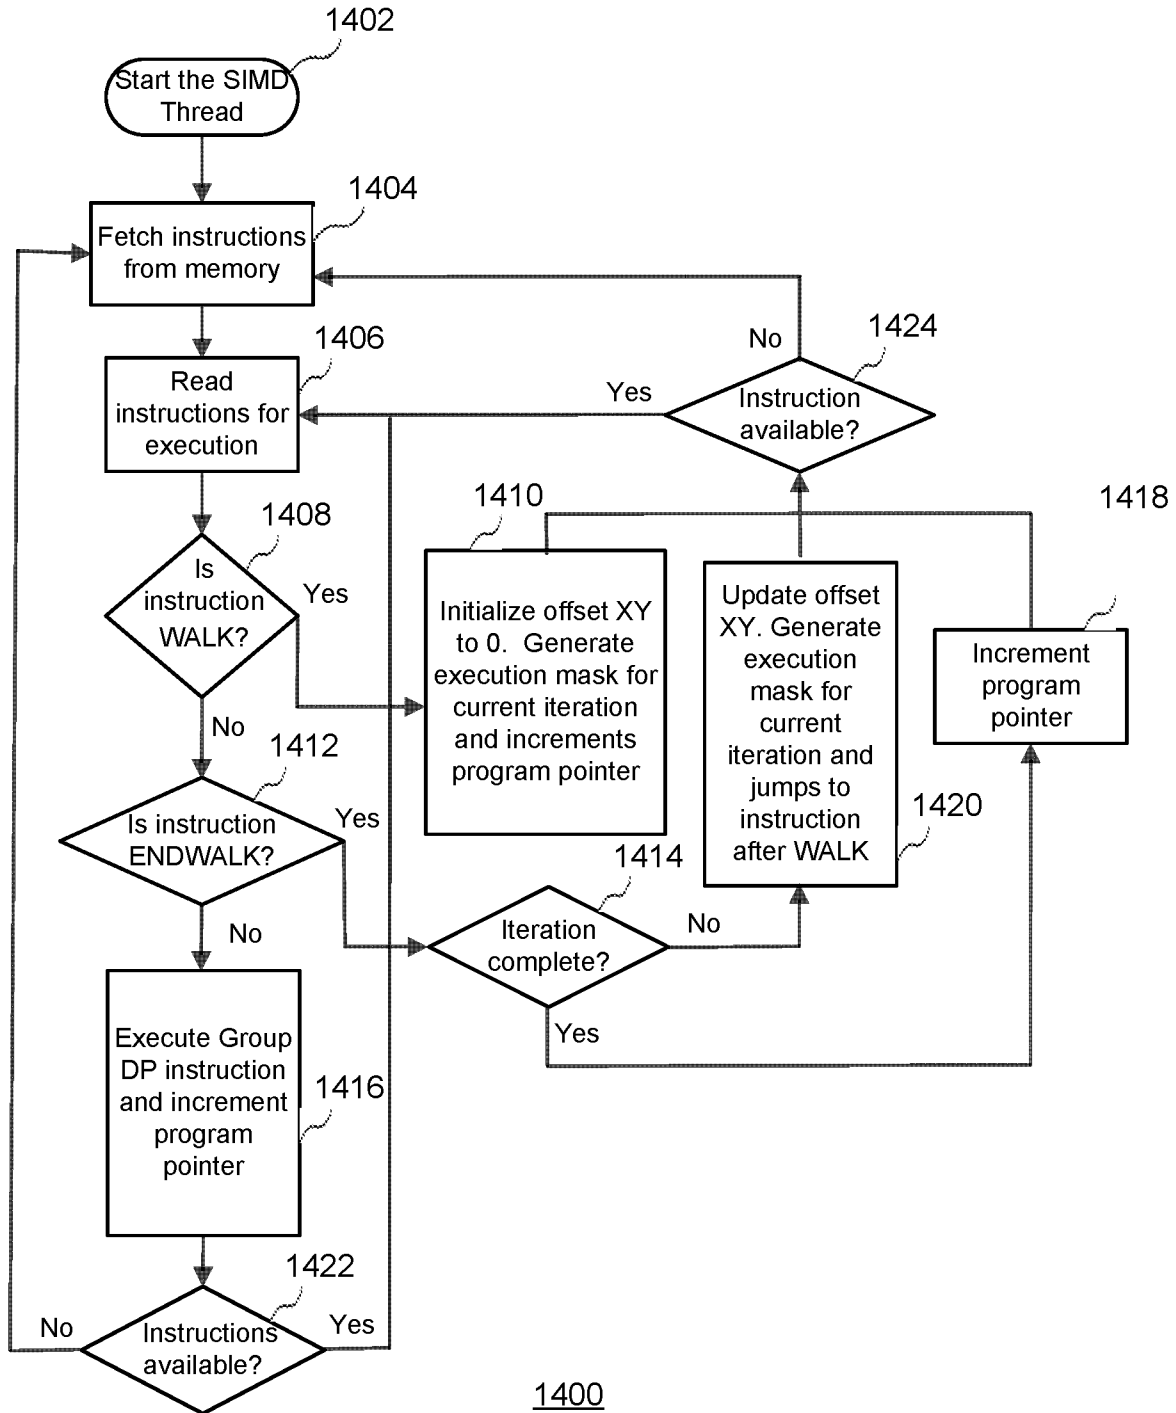 1402
Start the SIMD
Thread
1404
Fetch instructions
from memory
1406
Read
instructions for
execution
No
1424
Yes
Instruction
available?
1408
Is
instruction
WALK?
Yes
No
1410
Initialize offset XY
to 0. Generate
execution mask for
current iteration
and increments
program pointer
1418
Increment
program
pointer
Update offset
XY. Generate
execution
mask for
current
iteration and
jumps to
instruction
after WALK
1420
1412
Is instruction
ENDWALK?
Yes
No
1414
Iteration
complete?
No
Yes
Execute Group
DP instruction
and increment
program
pointer
1416
1422
Instructions
available?
No
Yes
1400